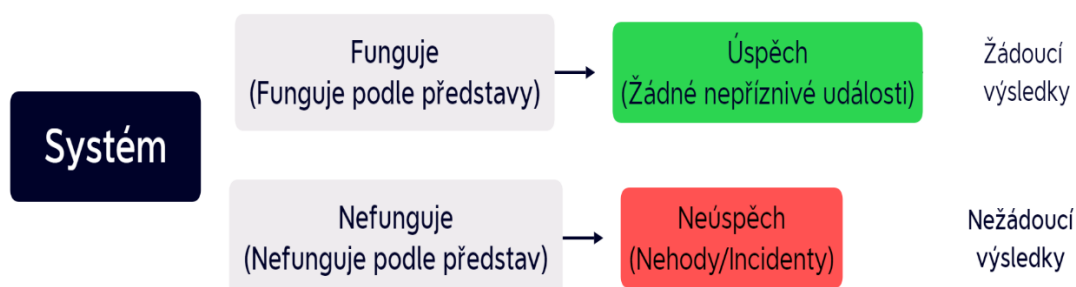 Systém
Funguje
(Funguje podle představy)
Úspěch
(Žádné nepříznivé události)
Žádoucí
výsledky
Nefunguje
(Nefunguje podle představ)
Neúspěch
(Nehody/Incidenty)
Nežádoucí
výsledky